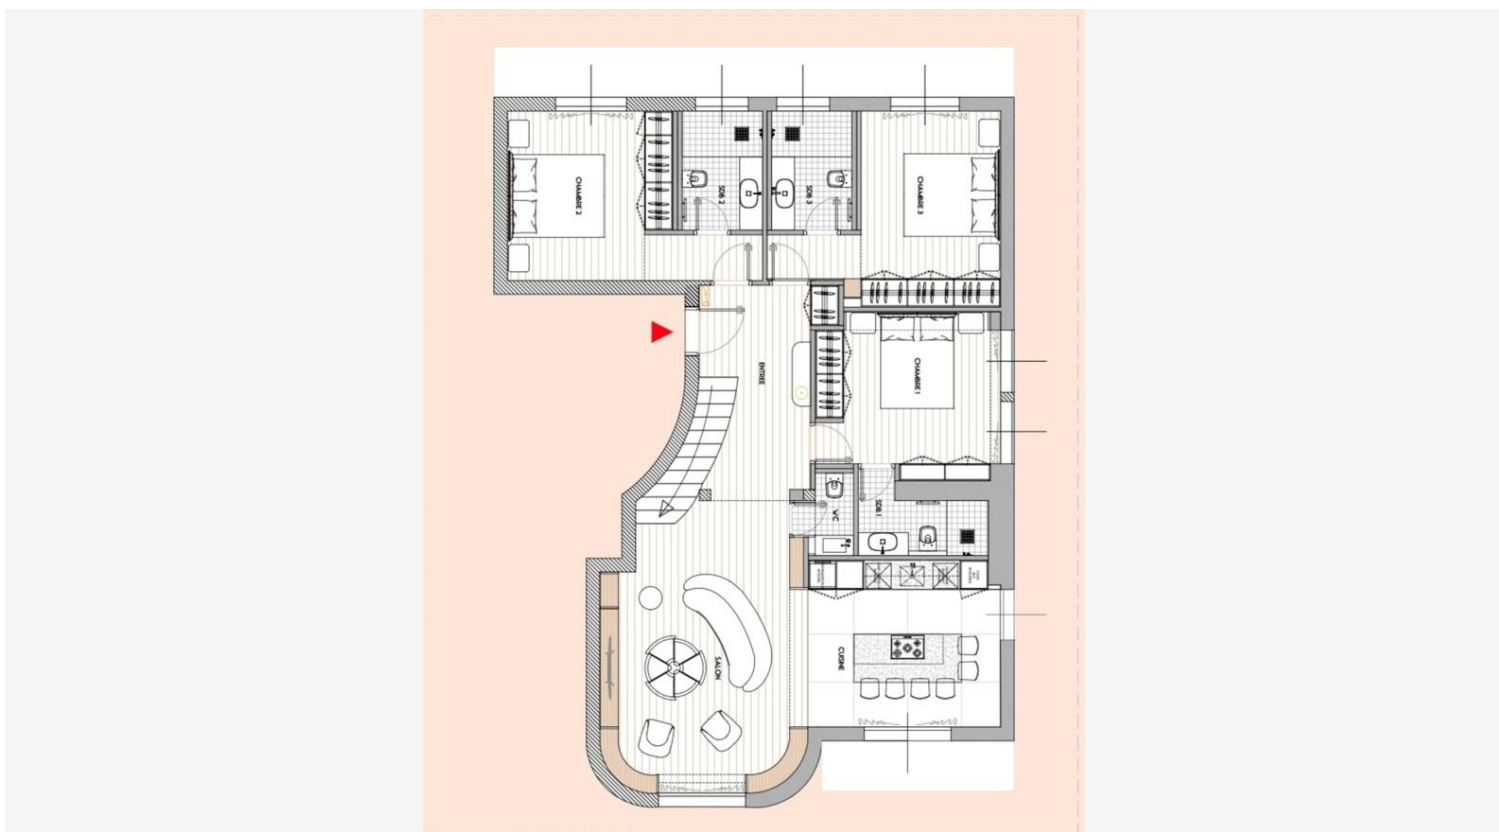 CHAMBRE 2
SDB 2
SDB 3
CHAMBRE 3
ENTREE
CHAMBRE 1
WC
SDB 1
SALON
CUISINE